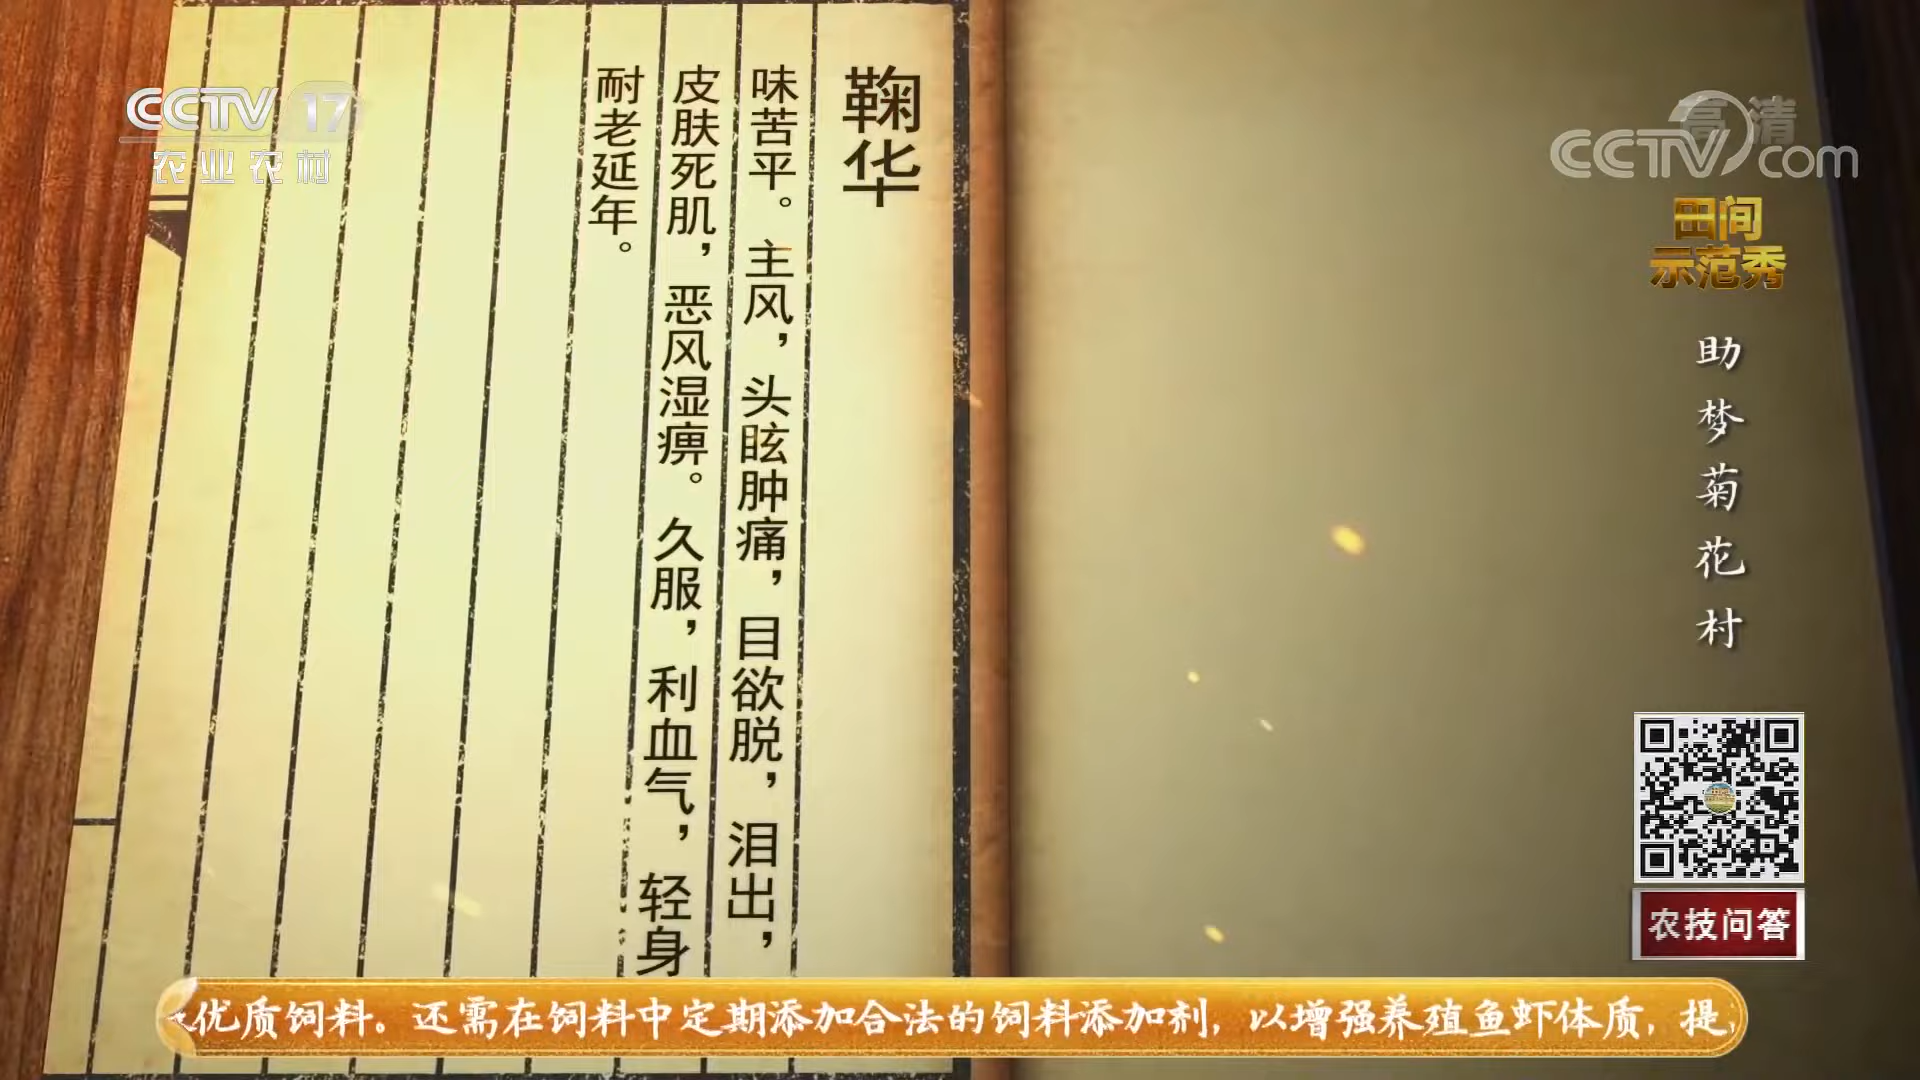 CCTV 17
农业农村
高清
CCTV com
田间
示范秀
助梦菊花村
鞠华
味苦平。主风，头眩肿痛，目欲脱，泪出，
皮肤死肌，恶风湿痹。久服，利血气，轻身
耐老延年。
农技问答
优质饲料。还需在饲料中定期添加合法的饲料添加剂，以增强养殖鱼虾体质，提